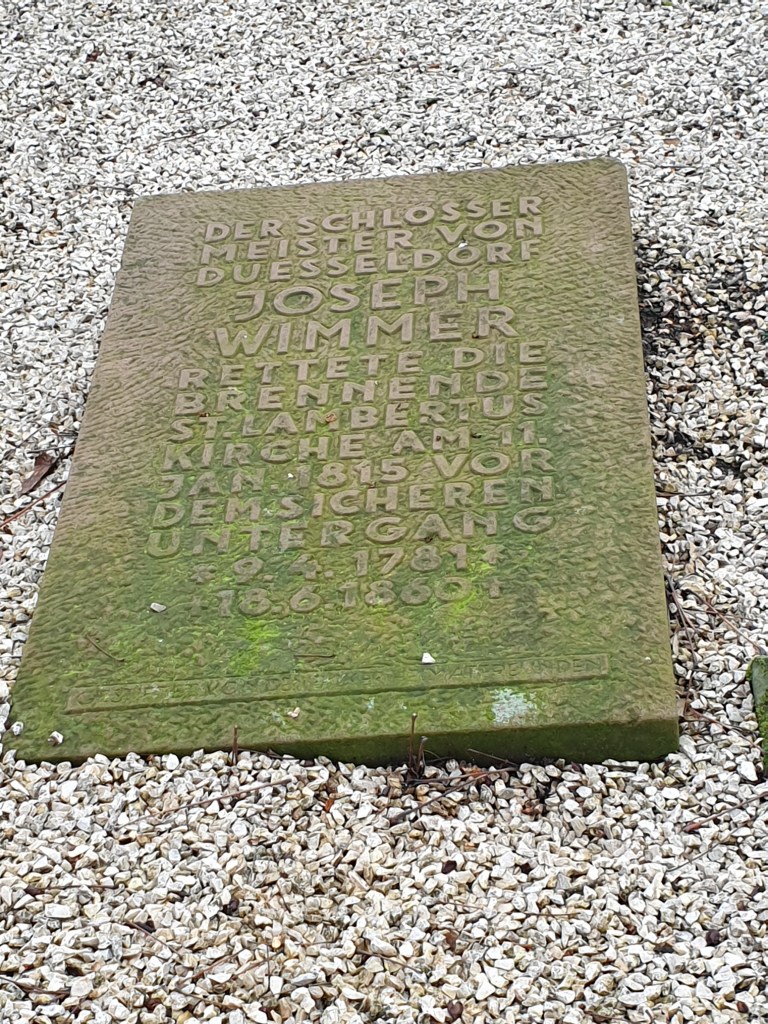 DER SCHLOSSER
MEISTER VON
DUESSELDORF
JOSEPH
WIMMER
RETTETE DIE
BRENNENDE
ST. LAMBERTUS
KIRCHE AM 11.
JAN. 1815 VOR
DEM SICHEREN
UNTERGANG
* 9. 4. 1781 *
+ 18. 6. 1860 +